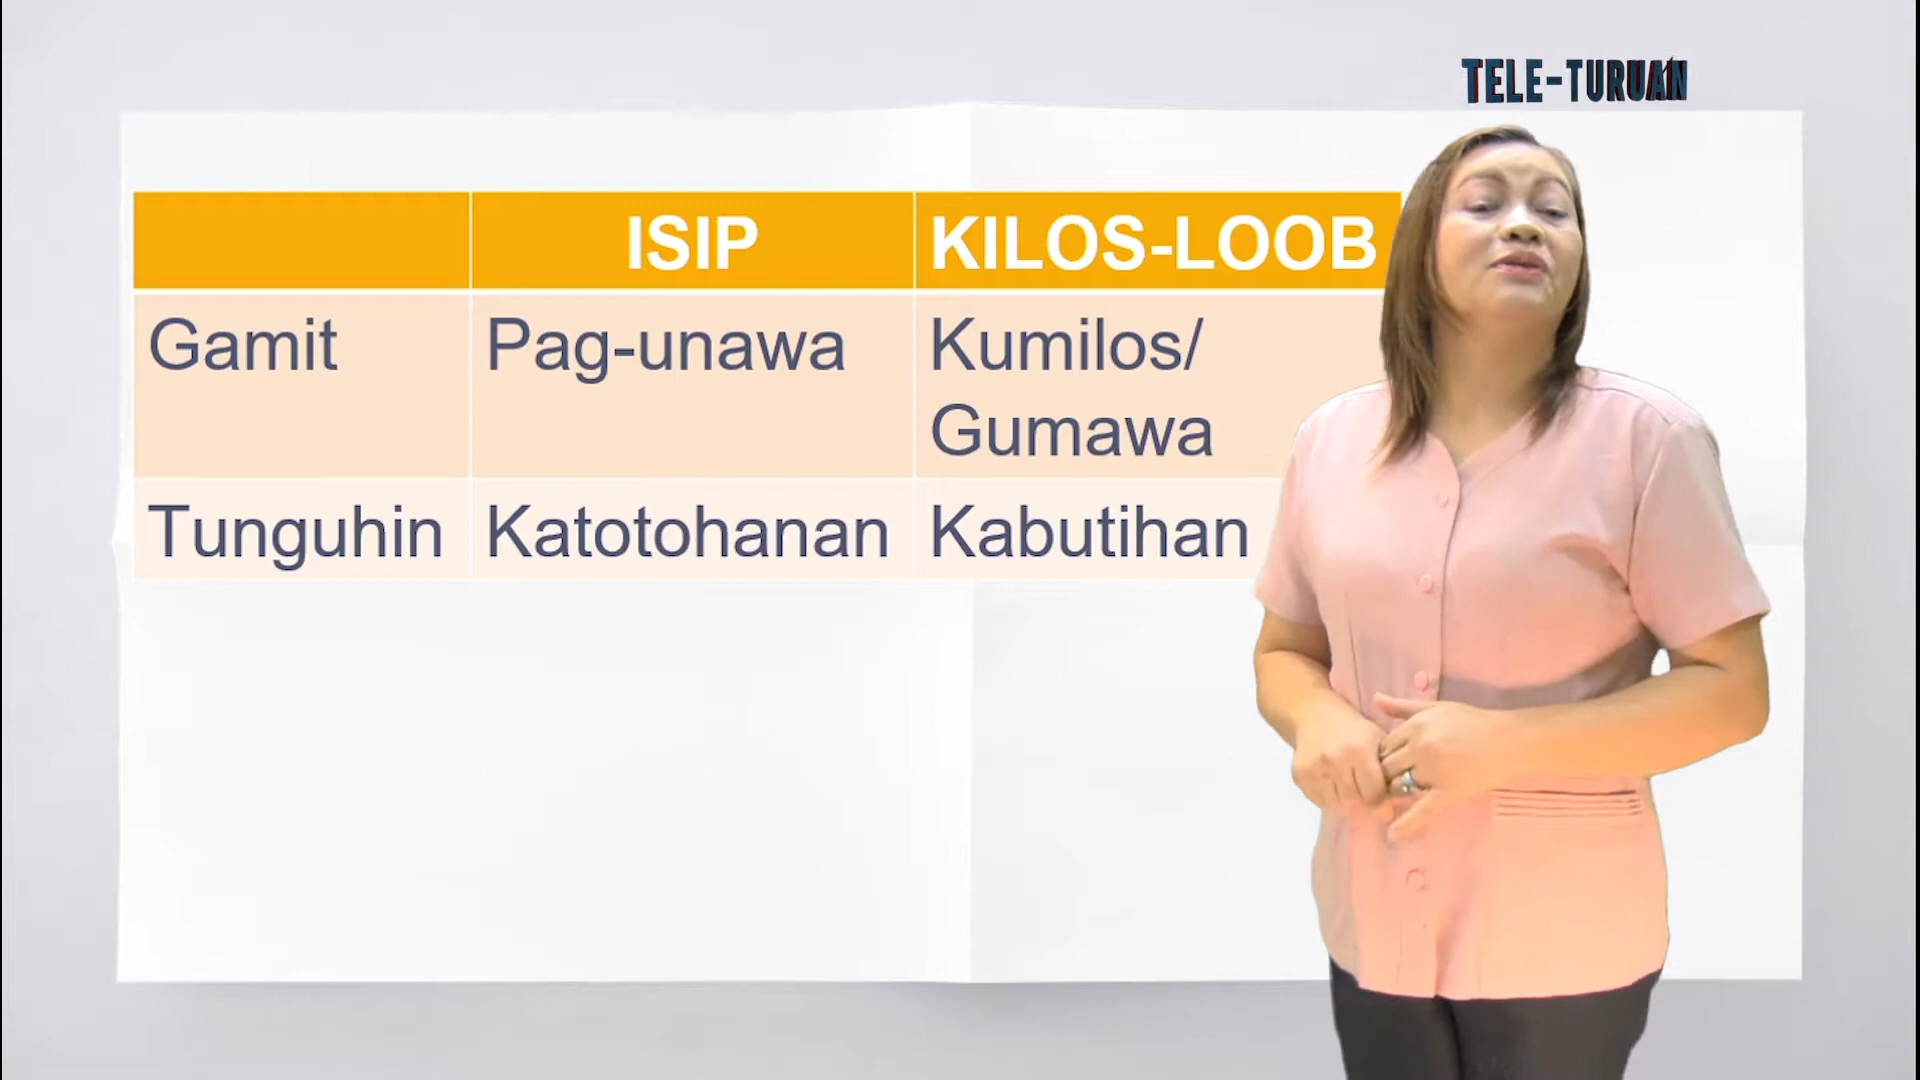 TELE-TURUAN
ISIP KILOS-LOOB
Gamit Pag-unawa Kumilos/
Gumawa
Tunguhin Katotohanan Kabutihan